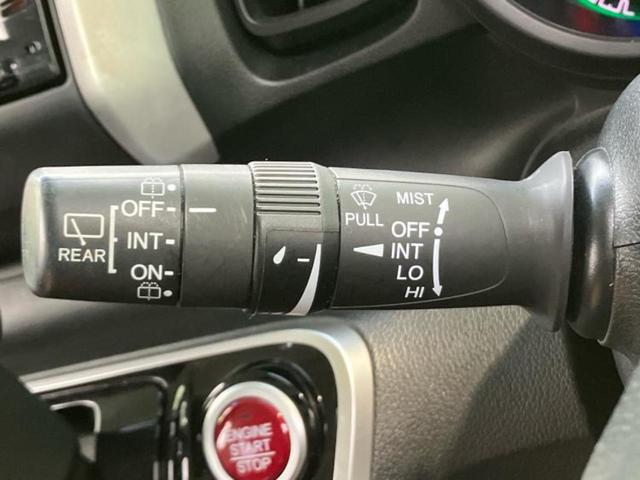 OFF
INT
ON
REAR
PULL
MIST
OFF
INT
LO
HI
ENGINE
START
STOP